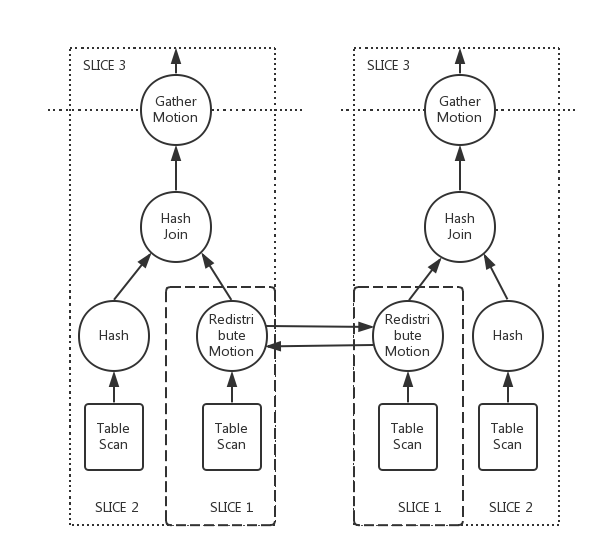 SLICE 3
Gather
Motion
Hash
Join
Hash
Redistri
bute
Motion
Table
Scan
Table
Scan
SLICE 2
SLICE 1
SLICE 3
Gather
Motion
Hash
Join
Redistri
bute
Motion
Hash
Table
Scan
Table
Scan
SLICE 1
SLICE 2